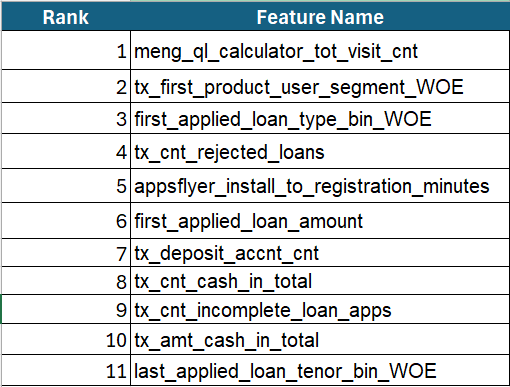 Rank Feature Name
1 meng_ql_calculator_tot_visit_cnt
2 tx_first_product_user_segment_WOE
3 first_applied_loan_type_bin_WOE
4 tx_cnt_rejected_loans
5 appsflyer_install_to_registration_minutes
6 first_applied_loan_amount
7 tx_deposit_accnt_cnt
8 tx_cnt_cash_in_total
9 tx_cnt_incomplete_loan_apps
10 tx_amt_cash_in_total
11 last_applied_loan_tenor_bin_WOE